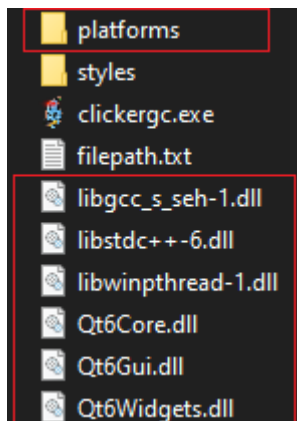 platforms
styles
clickergc.exe
filepath.txt
libgcc_s_seh-1.dll
libstdc++-6.dll
libwinpthread-1.dll
Qt6Core.dll
Qt6Gui.dll
Qt6Widgets.dll